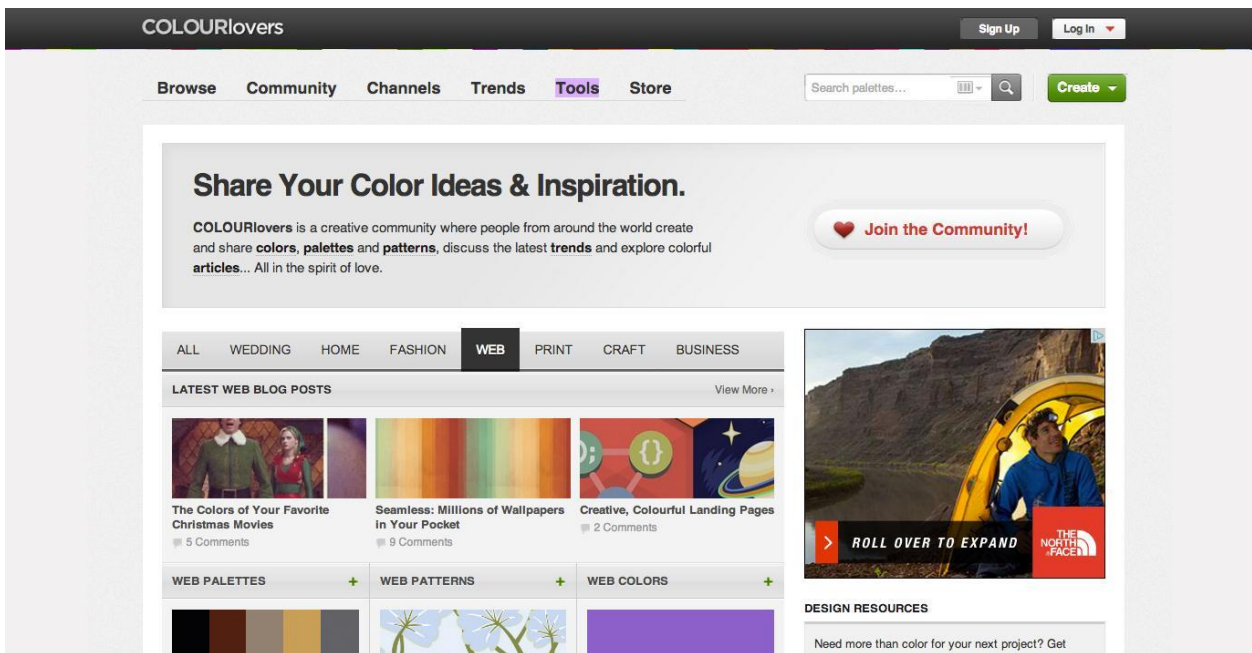 COLOURlovers
Sign Up
Log In
Browse
Community
Channels
Trends
Tools
Store
Search palettes...
Create
Share Your Color Ideas & Inspiration.
COLOURlovers is a creative community where people from around the world create
and share colors, palettes and patterns, discuss the latest trends and explore colorful
articles... All in the spirit of love.
Join the Community!
ALL
WEDDING
HOME
FASHION
WEB
PRINT
CRAFT
BUSINESS
LATEST WEB BLOG POSTS
View More ›
The Colors of Your Favorite
Christmas Movies
5 Comments
Seamless: Millions of Wallpapers
in Your Pocket
9 Comments
); {}
Creative, Colourful Landing Pages
2 Comments
WEB PALETTES +
WEB PATTERNS +
WEB COLORS +
ROLL OVER TO EXPAND
THE
NORTH
FACE
DESIGN RESOURCES
Need more than color for your next project? Get